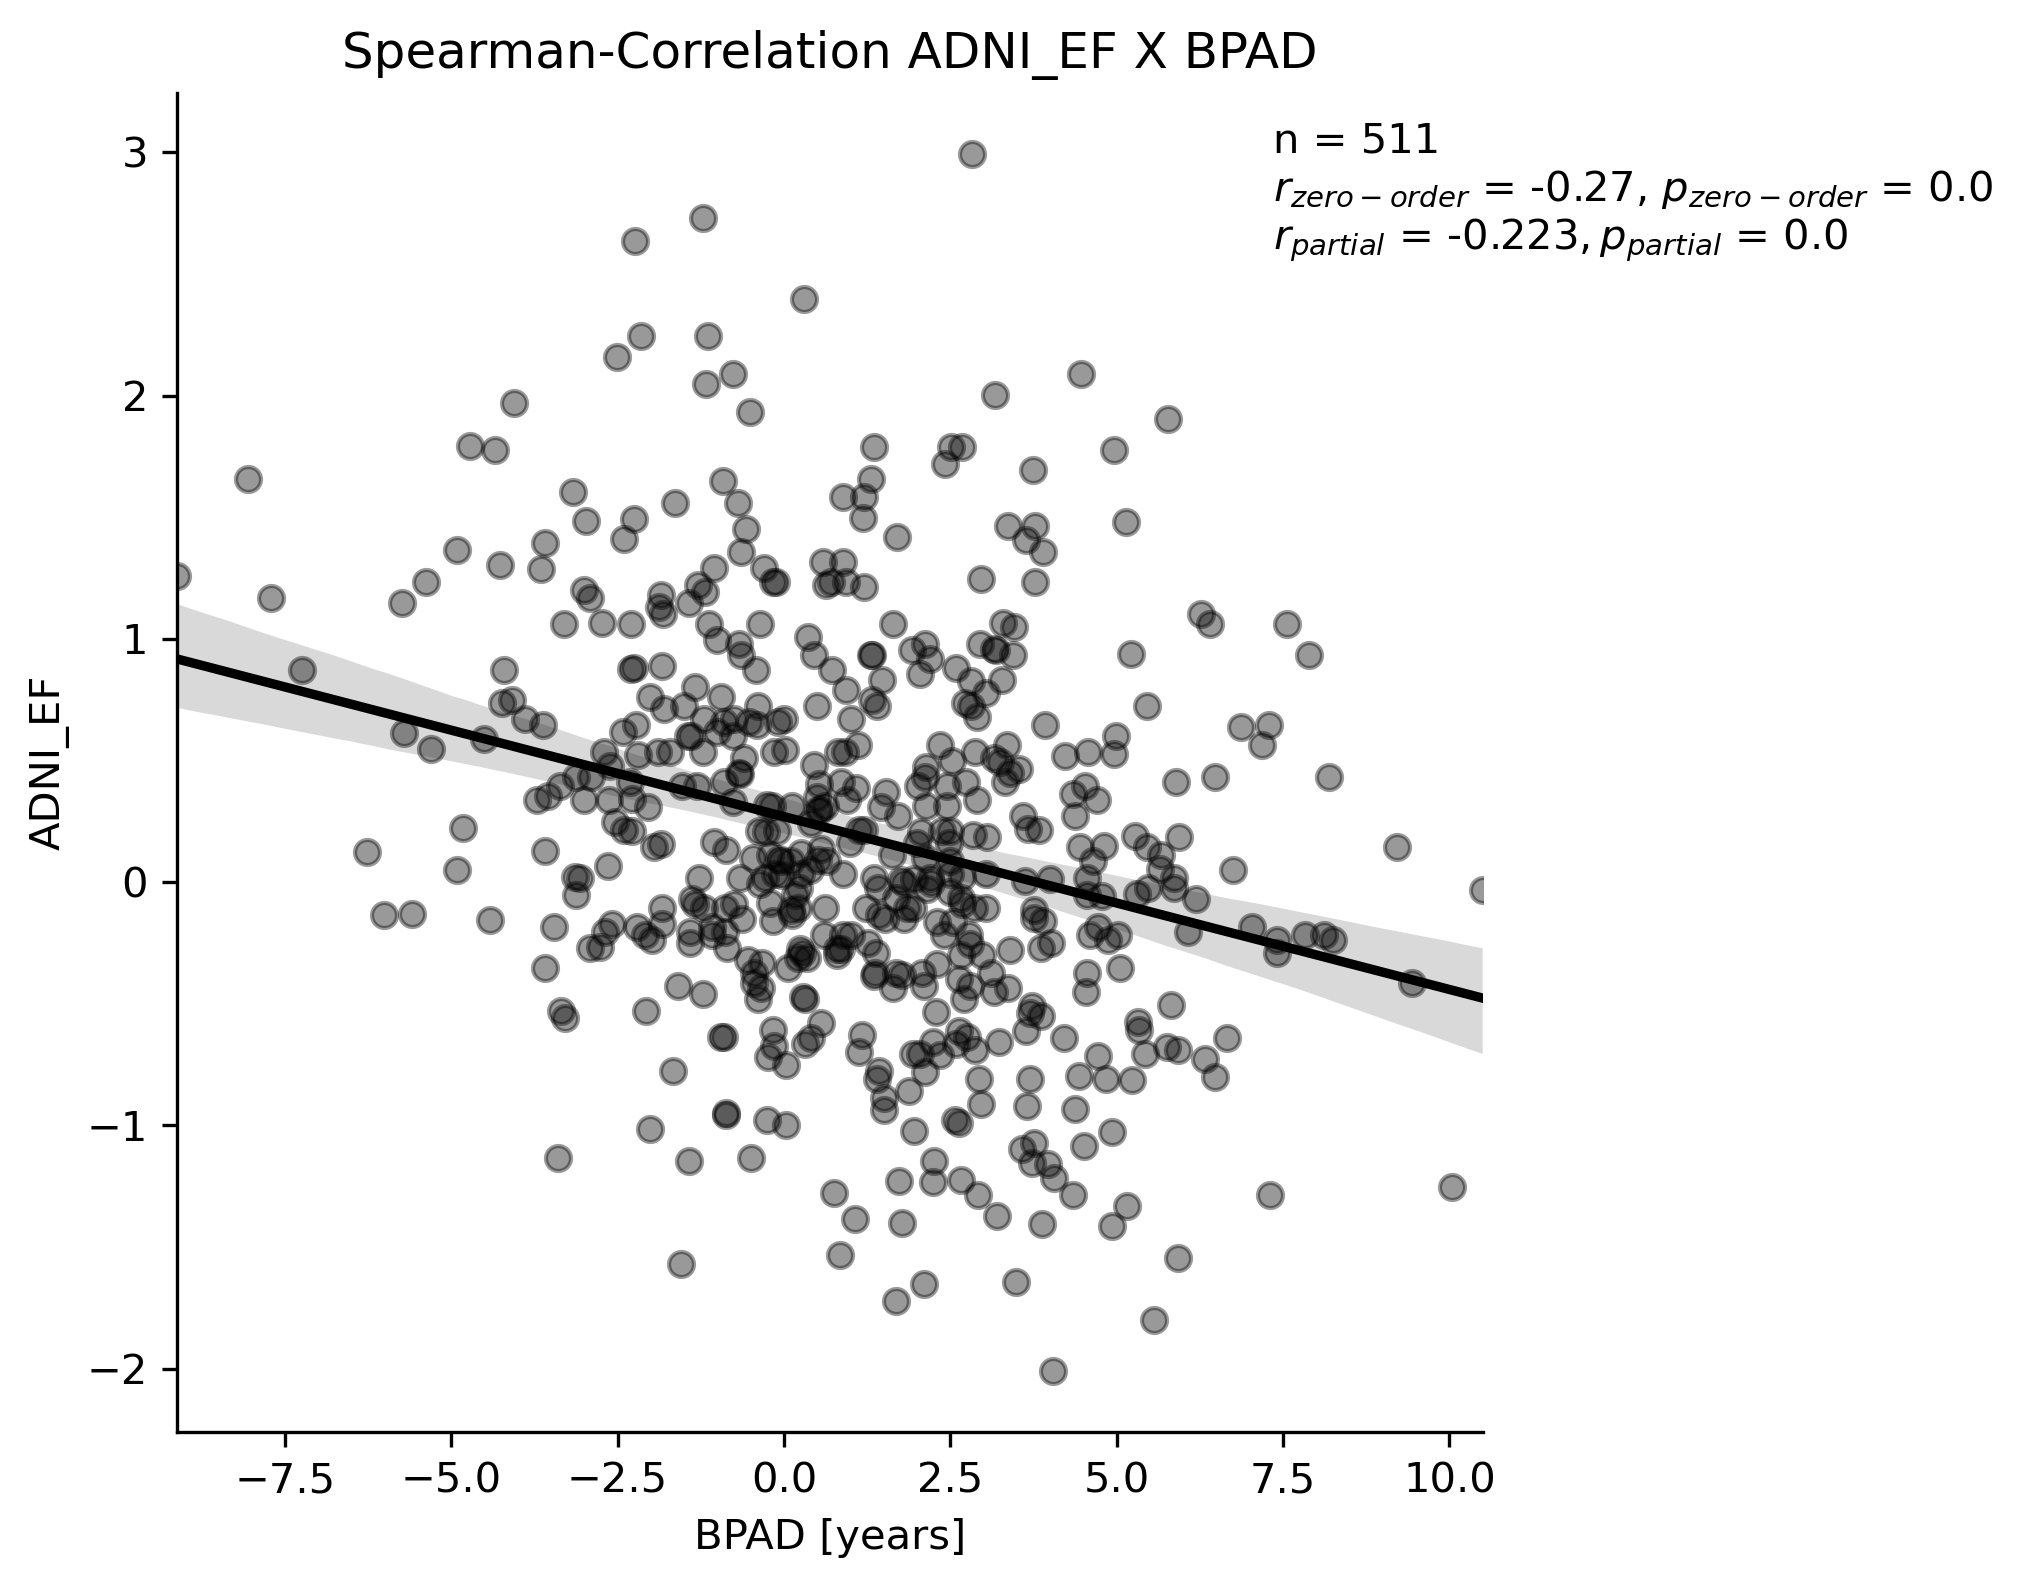 Spearman-Correlation ADNI_EF X BPAD
n = 511
r_zero-order = -0.27, p_zero-order = 0.0
r_partial = -0.223, p_partial = 0.0
3
2
1
0
−1
−2
ADNI_EF
−7.5 −5.0 −2.5 0.0 2.5 5.0 7.5 10.0
BPAD [years]